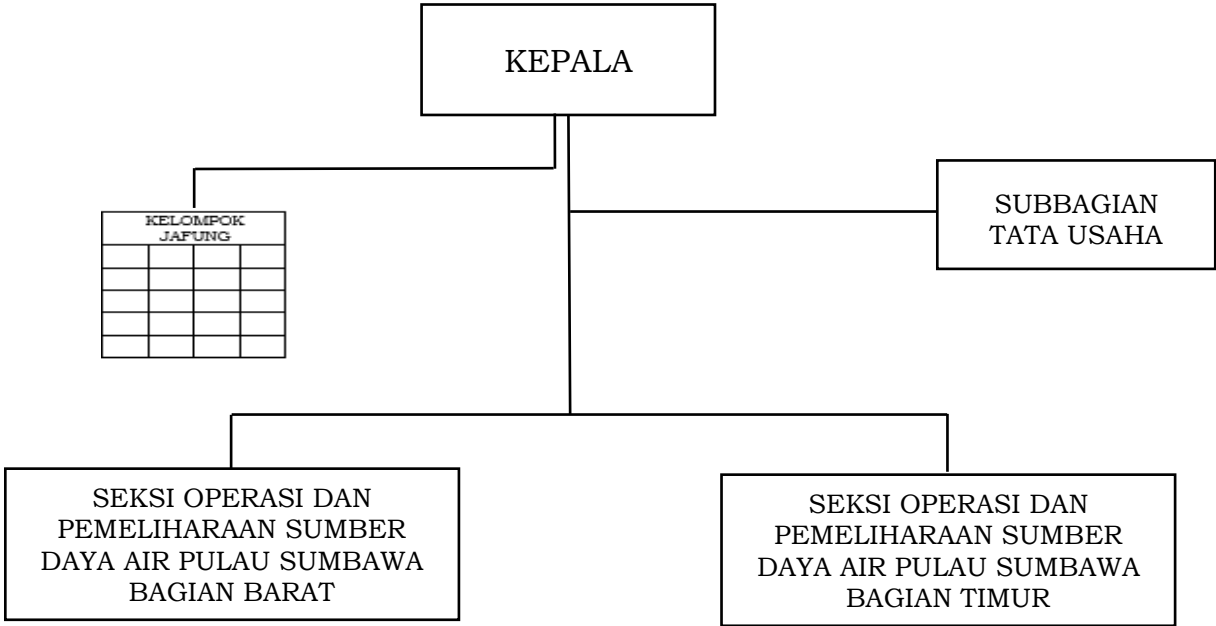 KEPALA
KELOMPOK
JAFUNG
SUBBAGIAN
TATA USAHA
SEKSI OPERASI DAN
PEMELIHARAAN SUMBER
DAYA AIR PULAU SUMBAWA
BAGIAN BARAT
SEKSI OPERASI DAN
PEMELIHARAAN SUMBER
DAYA AIR PULAU SUMBAWA
BAGIAN TIMUR